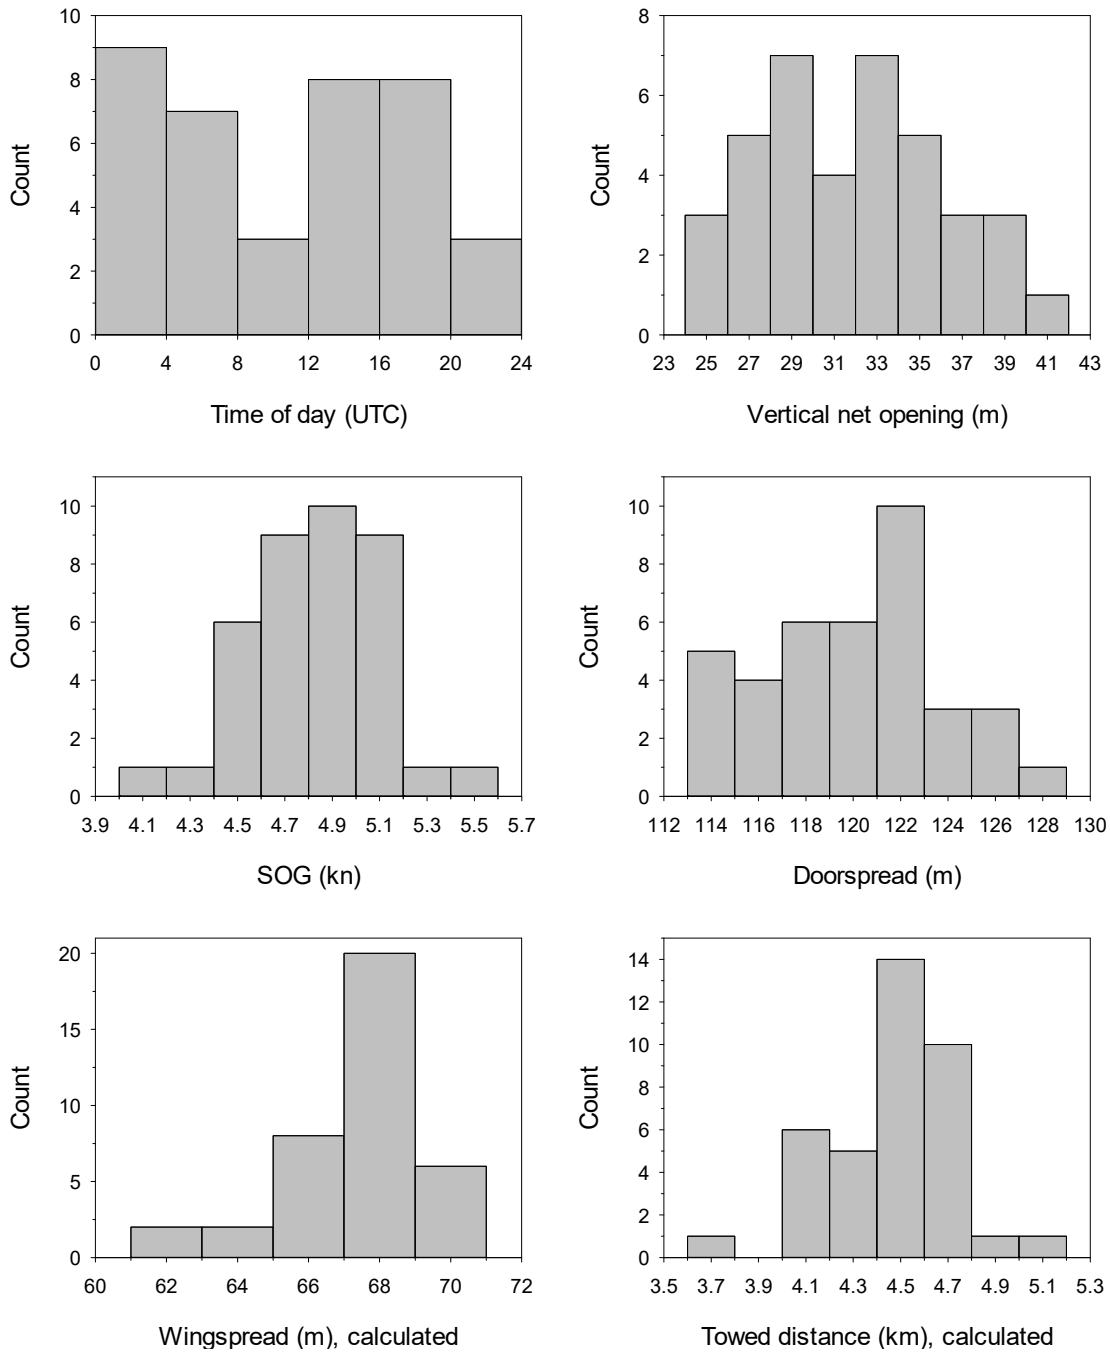 10
8
6
4
2
0
Count
0 4 8 12 16 20 24
Time of day (UTC)
8
6
4
2
0
Count
23 25 27 29 31 33 35 37 39 41 43
Vertical net opening (m)
10
8
6
4
2
0
Count
3.9 4.1 4.3 4.5 4.7 4.9 5.1 5.3 5.5 5.7
SOG (kn)
10
8
6
4
2
0
Count
112 114 116 118 120 122 124 126 128 130
Doorspread (m)
20
15
10
5
0
Count
60 62 64 66 68 70 72
Wingspread (m), calculated
14
12
10
8
6
4
2
0
Count
3.5 3.7 3.9 4.1 4.3 4.5 4.7 4.9 5.1 5.3
Towed distance (km), calculated